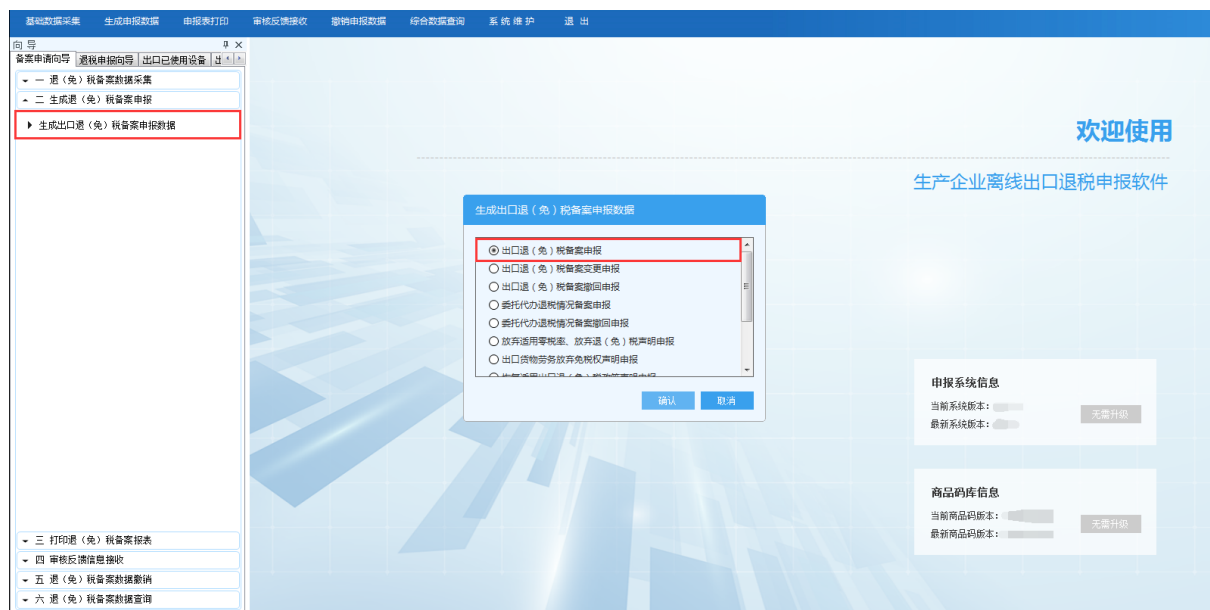 基础数据采集 生成申报数据 申报表打印 审核反馈接收 撤销申报数据 综合数据查询 系统维护 退出
向导
备案申请向导 退税申报向导 出口已使用设备 出
一 退（免）税备案数据采集
二 生成退（免）税备案申报
生成出口退（免）税备案申报数据
三 打印退（免）税备案报表
四 审核反馈信息接收
五 退（免）税备案数据撤销
六 退（免）税备案数据查询
欢迎使用
生产企业离线出口退税申报软件
生成出口退（免）税备案申报数据
出口退（免）税备案申报
出口退（免）税备案变更申报
出口退（免）税备案撤回申报
委托代办退税情况备案申报
委托代办退税情况备案撤回申报
放弃适用零税率、放弃退（免）税声明申报
出口货物劳务放弃免税权声明申报
确认 取消
申报系统信息
当前系统版本：
最新系统版本：
无需升级
商品码库信息
当前商品码版本：
最新商品码版本：
无需升级